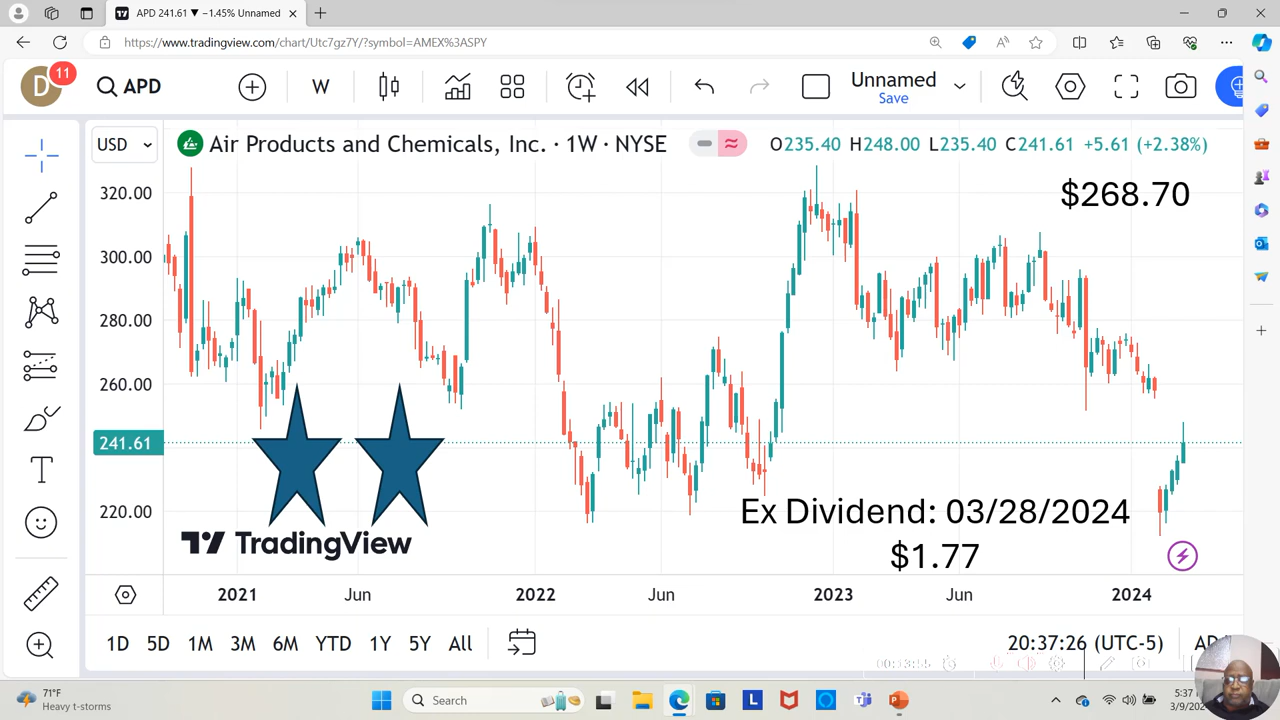 APD 241.61 ▼ −1.45% Unnamed
https://www.tradingview.com/chart/Utc7gz7Y/?symbol=AMEX%3ASPY
D
11
APD
W
Unnamed
Save
USD
Air Products and Chemicals, Inc. · 1W · NYSE
O235.40 H248.00 L235.40 C241.61 +5.61 (+2.38%)
$268.70
320.00
300.00
280.00
260.00
241.61
220.00
Ex Dividend: 03/28/2024
$1.77
TradingView
2021 Jun 2022 Jun 2023 Jun 2024
1D 5D 1M 3M 6M YTD 1Y 5Y All
20:37:26 (UTC-5)
00:13:55
71°F
Heavy t-storms
Search
5:37